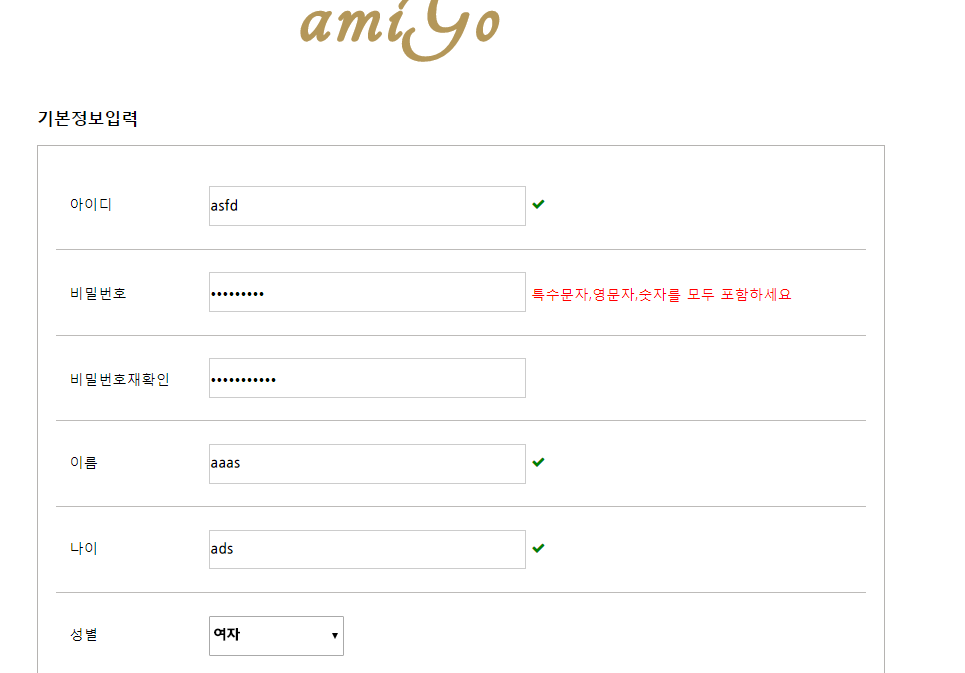 amiGo
기본정보입력
아이디 asfd
비밀번호 ••••••••• 특수문자,영문자,숫자를 모두 포함하세요
비밀번호재확인 •••••••••••
이름 aaas
나이 ads
성별 여자